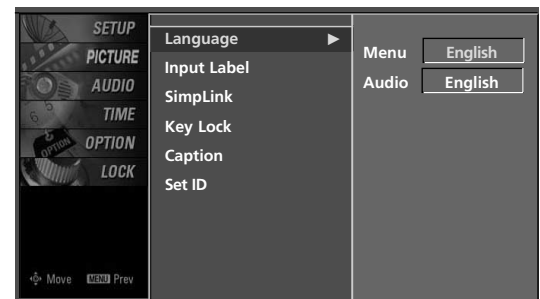 SETUP
PICTURE
AUDIO
TIME
OPTION
LOCK
Move MENU Prev
Language ►
Input Label
SimpLink
Key Lock
Caption
Set ID
Menu English
Audio English